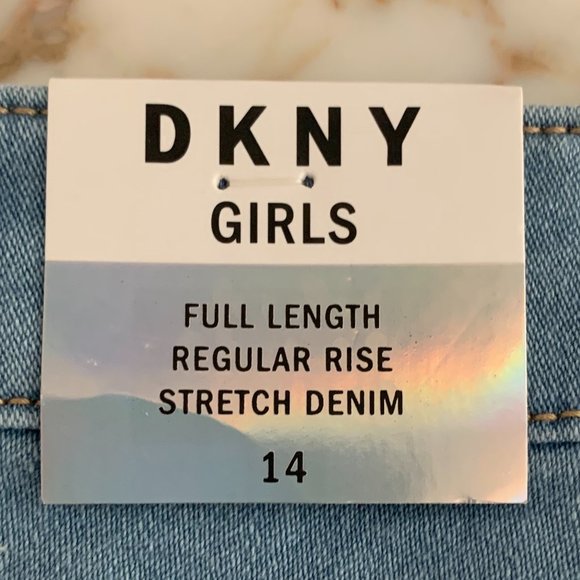 DKNY
GIRLS
FULL LENGTH
REGULAR RISE
STRETCH DENIM
14